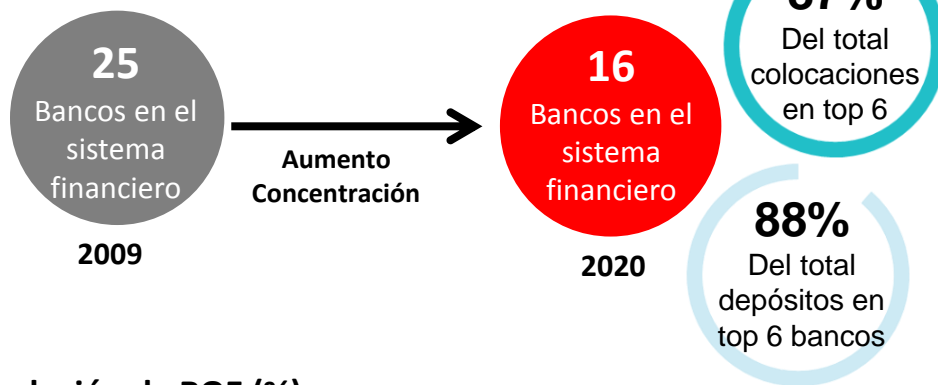 25
Bancos en el
sistema
financiero
2009
Aumento
Concentración
16
Bancos en el
sistema
financiero
2020
Del total
colocaciones
en top 6
88%
Del total
depósitos en
top 6 bancos